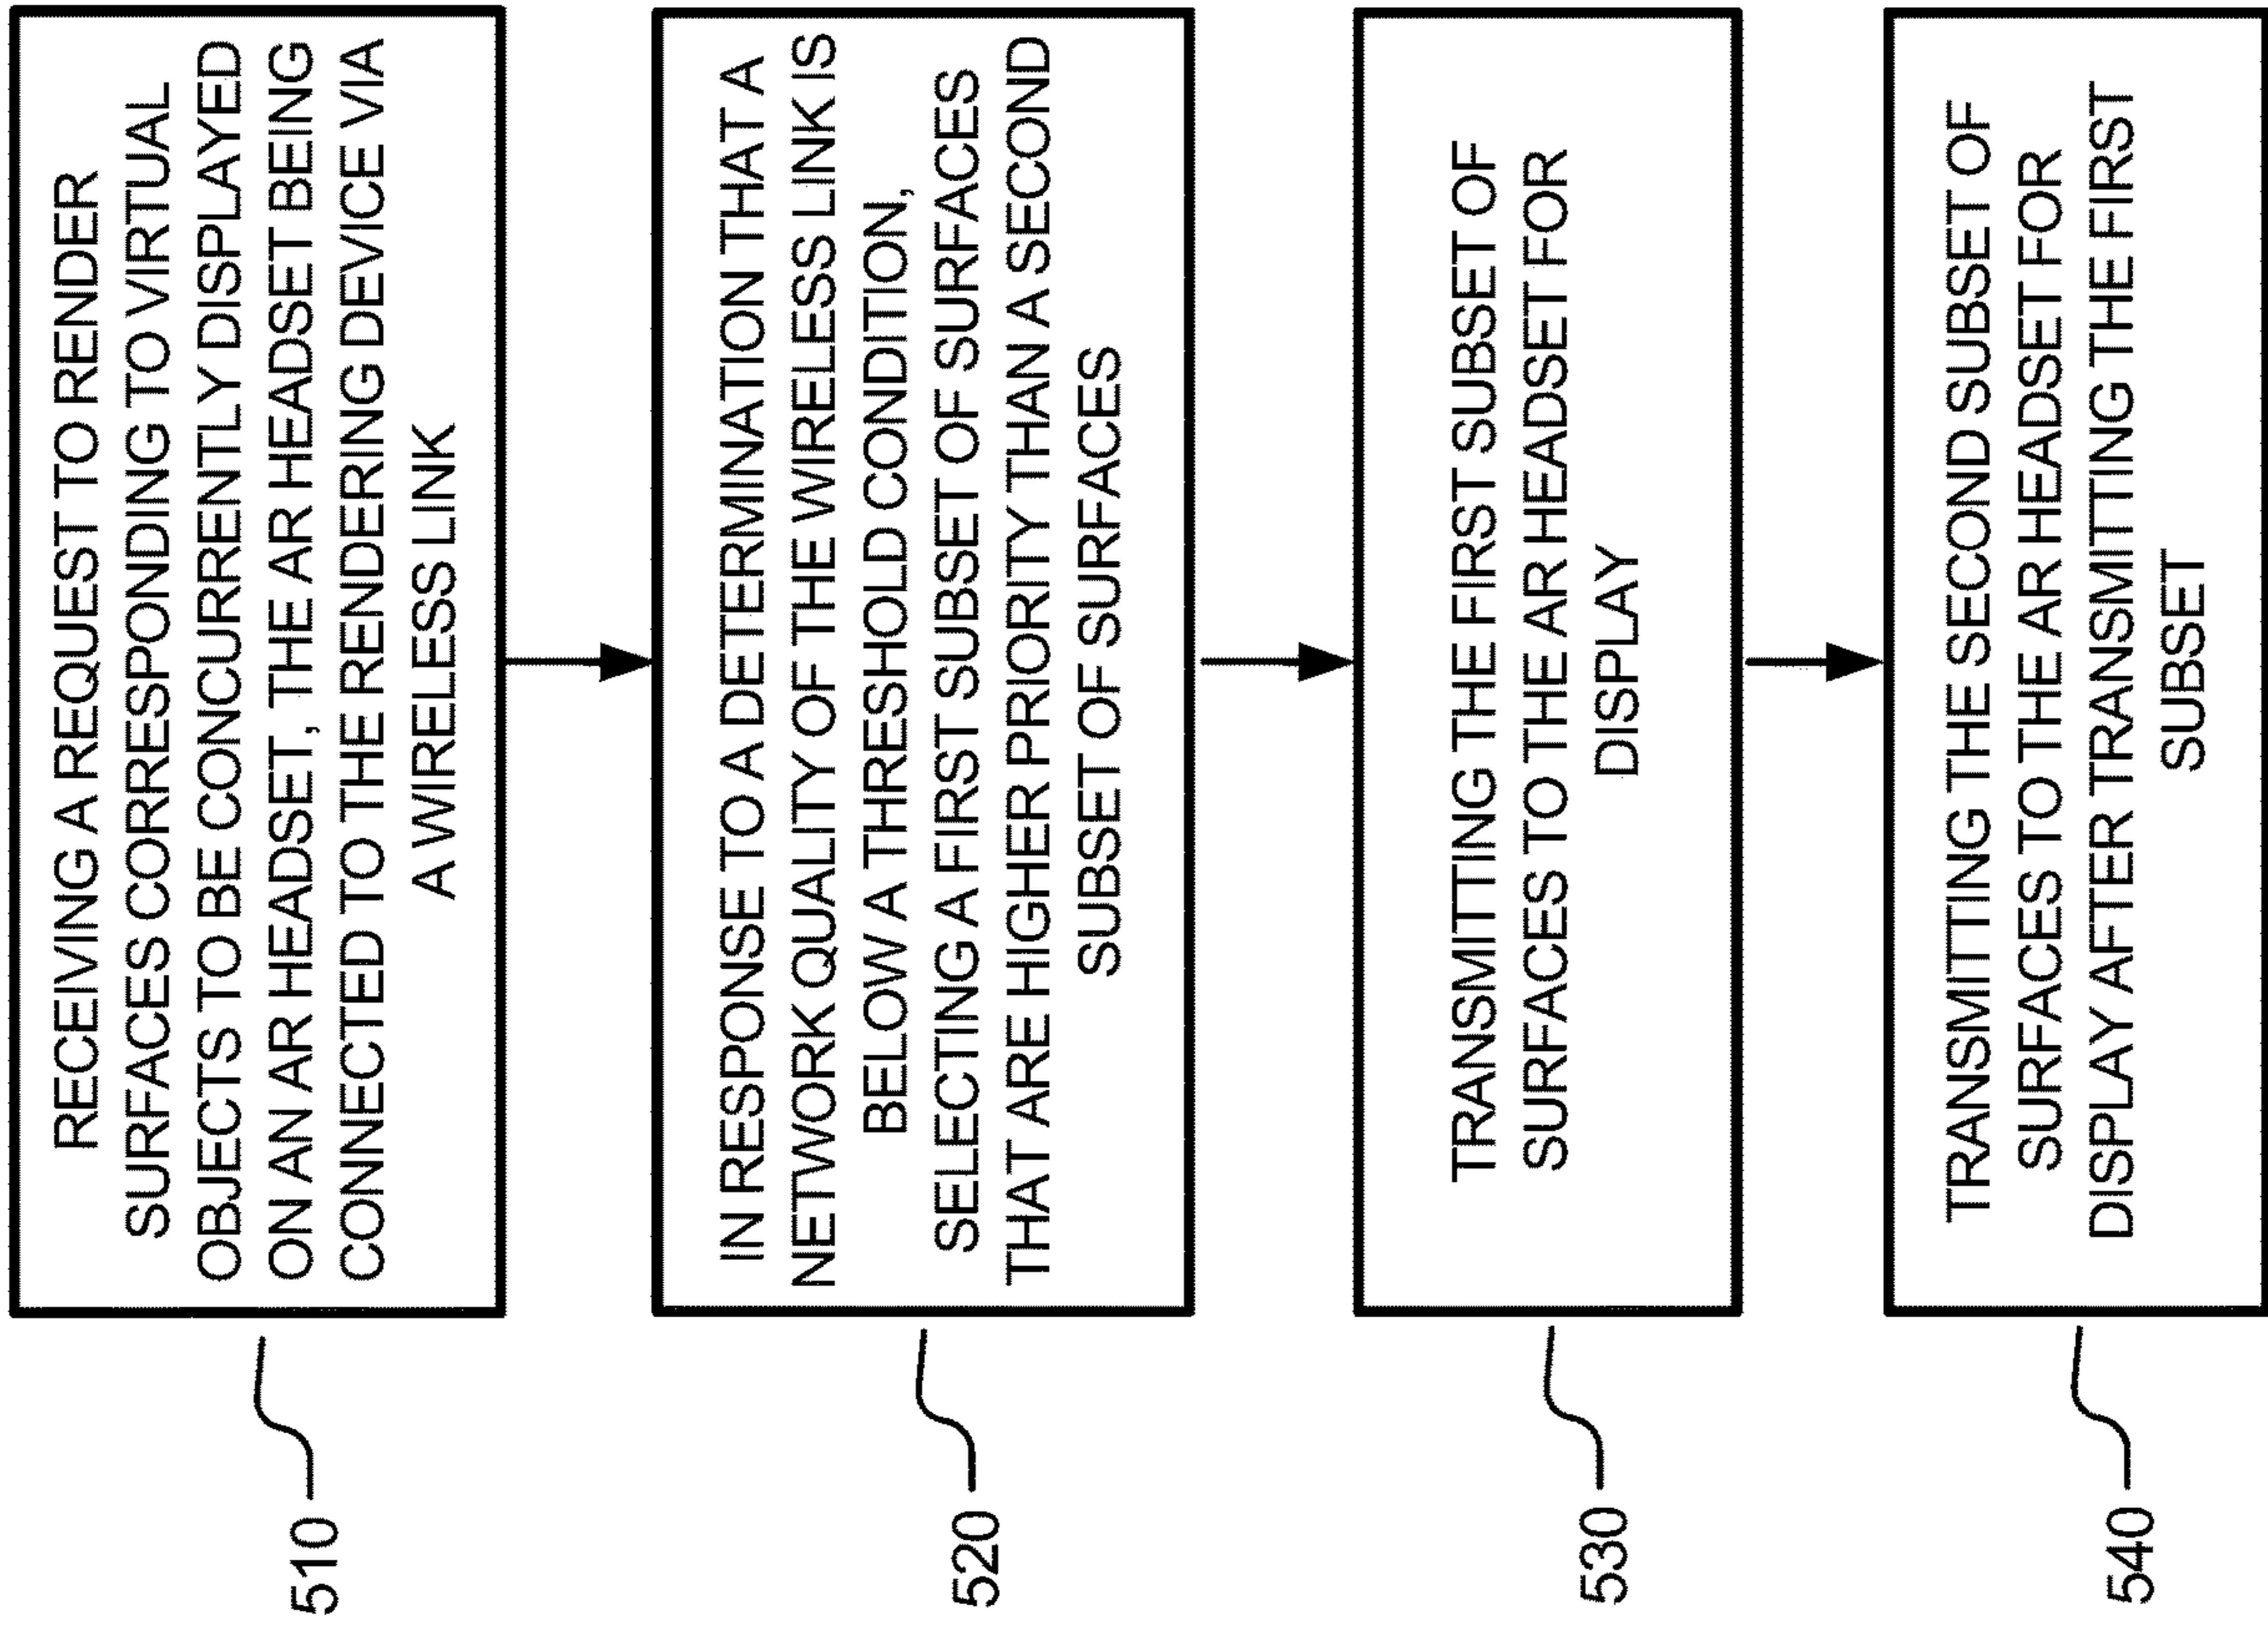 RECEIVING A REQUEST TO RENDER
SURFACES CORRESPONDING TO VIRTUAL
OBJECTS TO BE CONCURRENTLY DISPLAYED
ON AN AR HEADSET, THE AR HEADSET BEING
CONNECTED TO THE RENDERING DEVICE VIA
A WIRELESS LINK
510
IN RESPONSE TO A DETERMINATION THAT A
NETWORK QUALITY OF THE WIRELESS LINK IS
BELOW A THRESHOLD CONDITION,
SELECTING A FIRST SUBSET OF SURFACES
THAT ARE HIGHER PRIORITY THAN A SECOND
SUBSET OF SURFACES
520
TRANSMITTING THE FIRST SUBSET OF
SURFACES TO THE AR HEADSET FOR
DISPLAY
530
TRANSMITTING THE SECOND SUBSET OF
SURFACES TO THE AR HEADSET FOR
DISPLAY AFTER TRANSMITTING THE FIRST
SUBSET
540